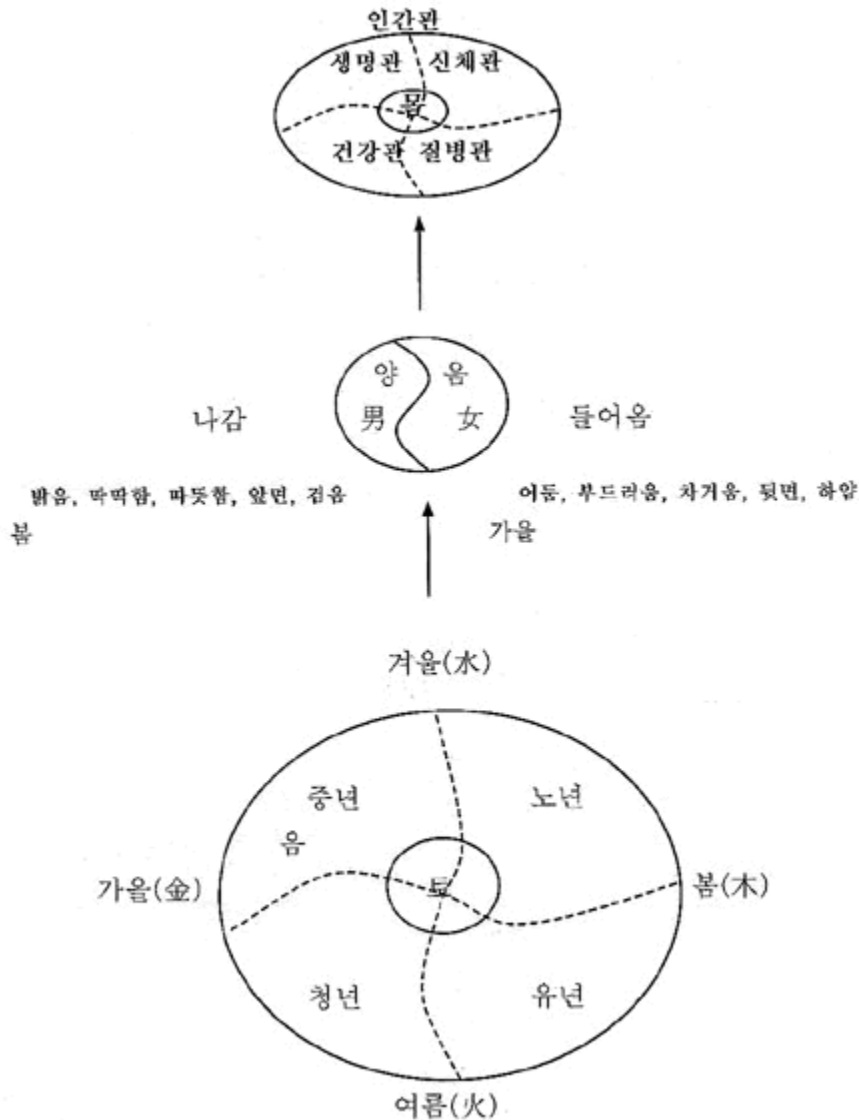 인간관
생명관 신체관
몸
건강관 질병관
양 음
나감 男 女 들어옴
밝음, 딱딱함, 따뜻함, 앞면, 검음
어둠, 부드러움, 차거움, 뒷면, 하얌
봄 가을
겨울(水)
중년 노년
음
가을(金) 토 봄(木)
청년 유년
여름(火)